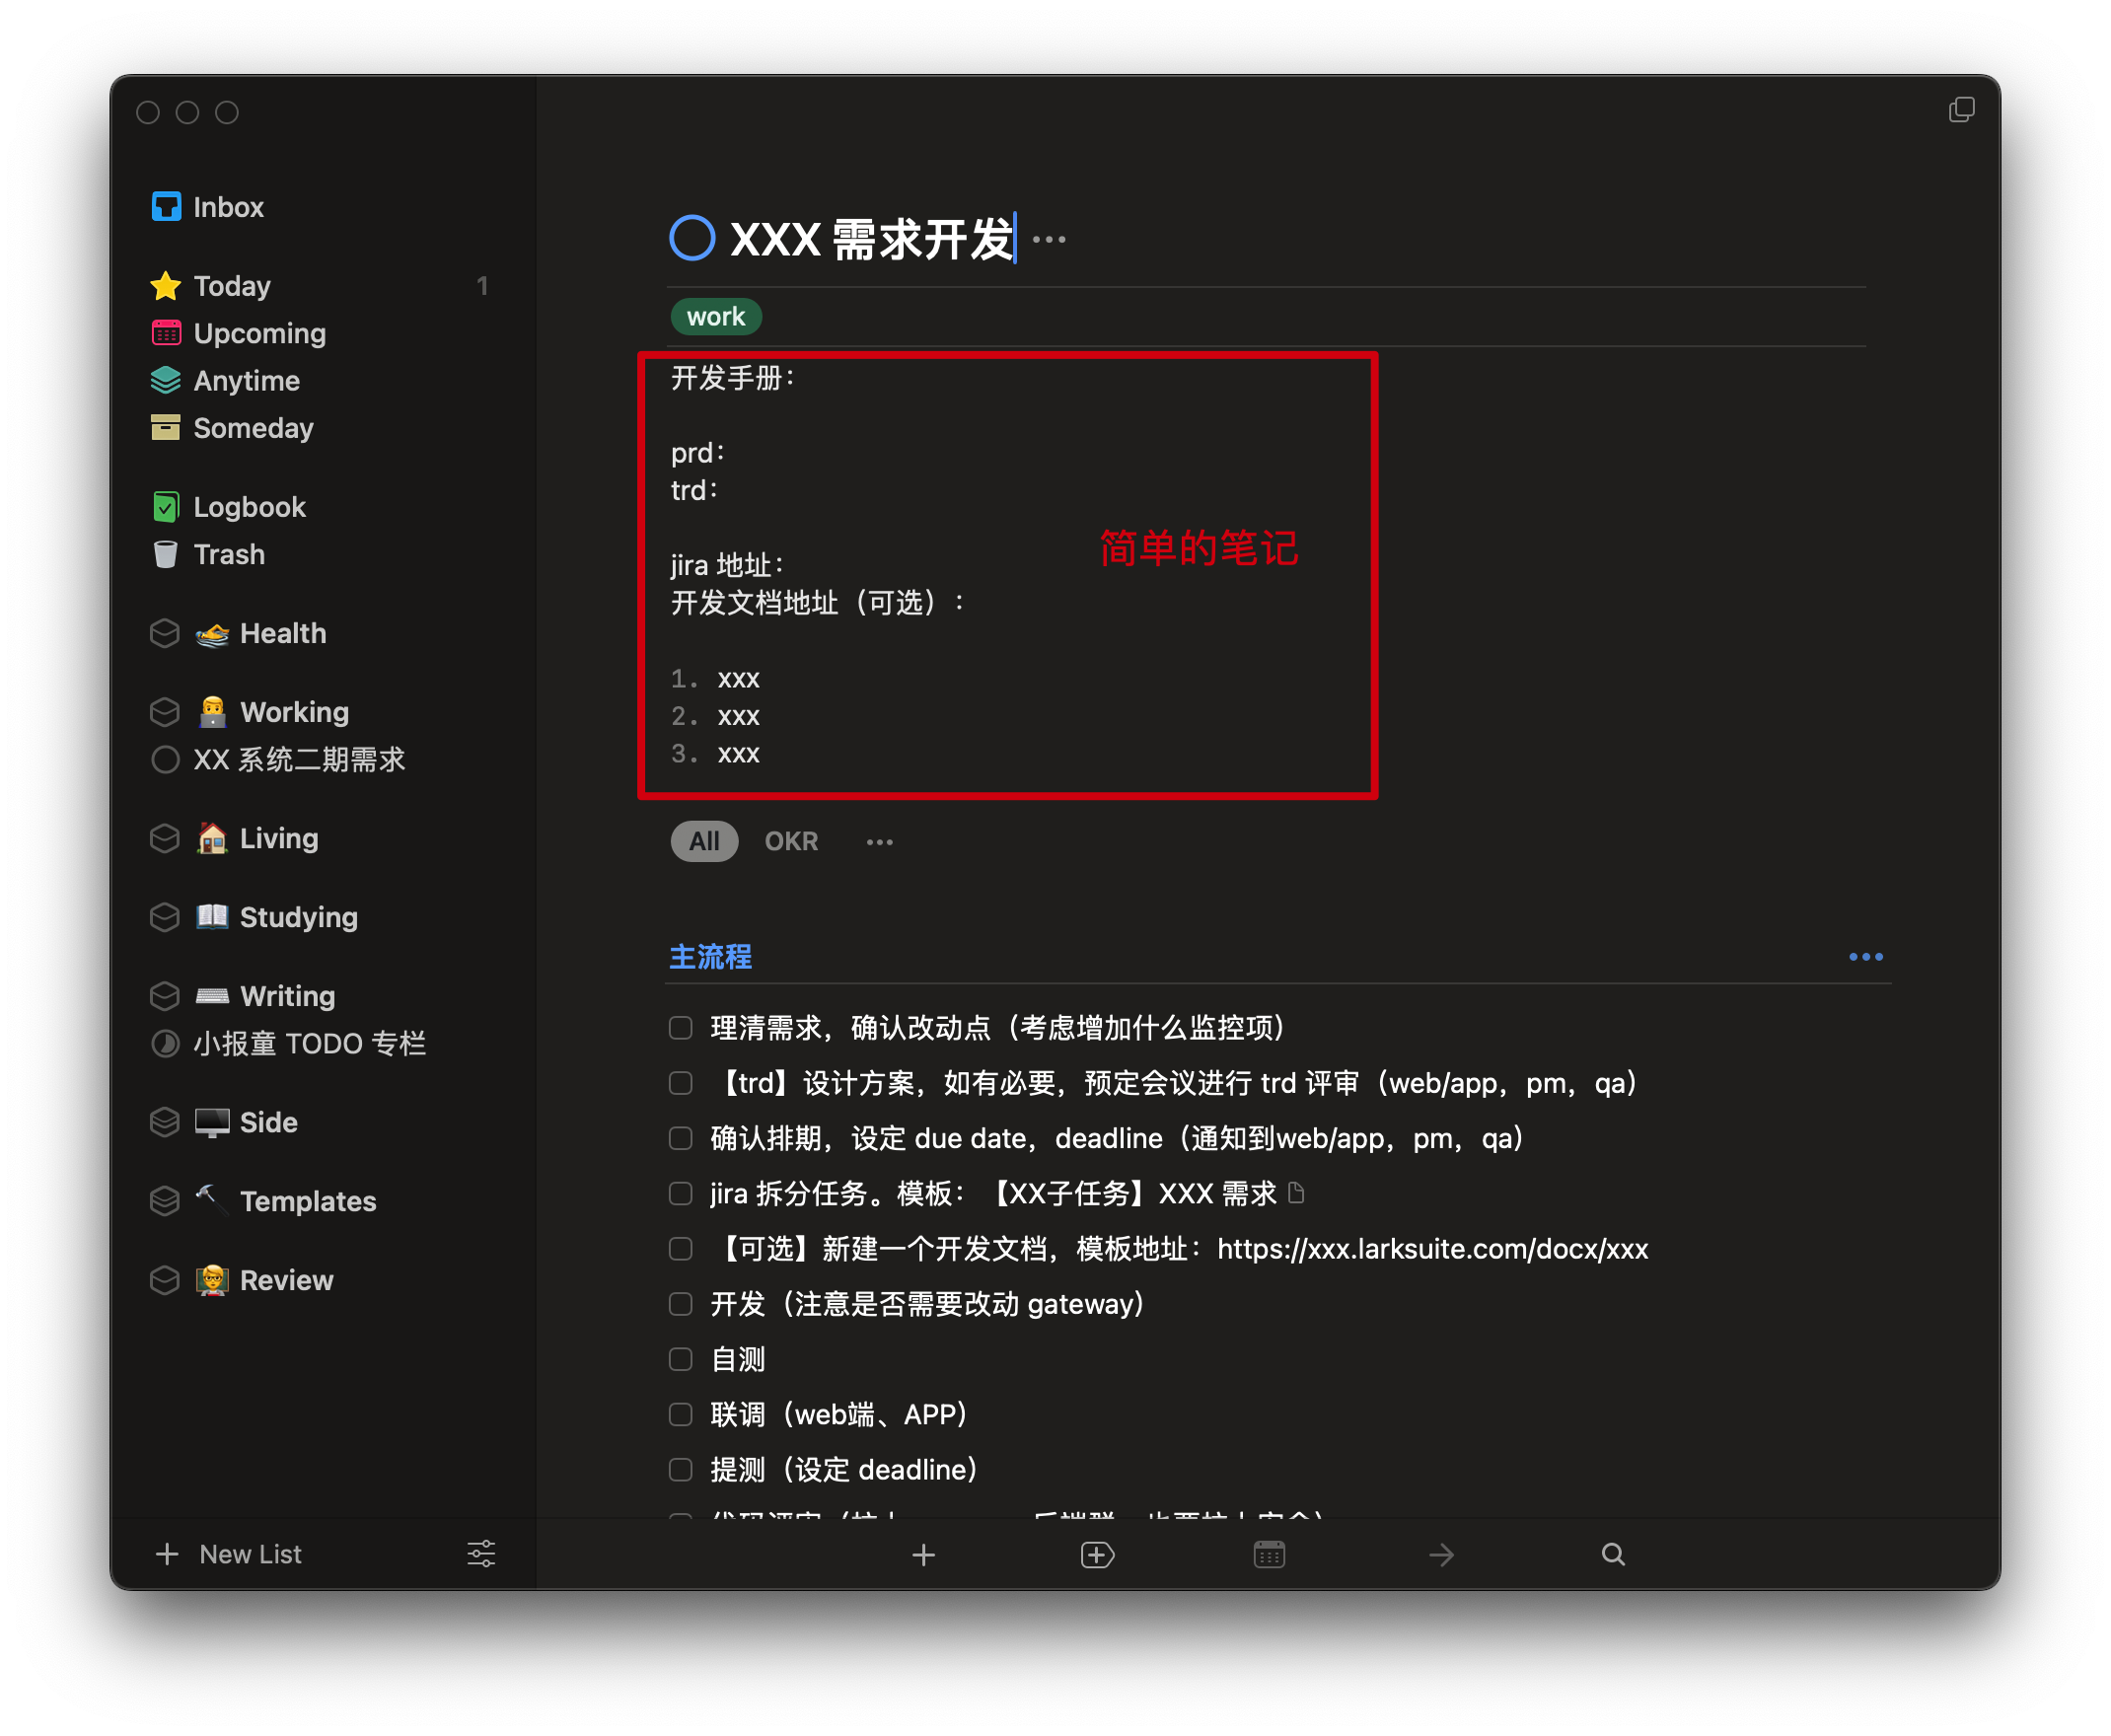 Inbox
Today 1
Upcoming
Anytime
Someday
Logbook
Trash
Health
Working
XX 系统二期需求
Living
Studying
Writing
小报童 TODO 专栏
Side
Templates
Review
New List
XXX 需求开发
work
开发手册：
prd：
trd：
jira 地址：
开发文档地址（可选）：
1. xxx
2. xxx
3. xxx
简单的笔记
All OKR
主流程
理清需求，确认改动点（考虑增加什么监控项）
【trd】设计方案，如有必要，预定会议进行 trd 评审（web/app，pm，qa）
确认排期，设定 due date，deadline（通知到web/app，pm，qa）
jira 拆分任务。模板：【XX子任务】XXX 需求
【可选】新建一个开发文档，模板地址：https://xxx.larksuite.com/docx/xxx
开发（注意是否需要改动 gateway）
自测
联调（web端、APP）
提测（设定 deadline）